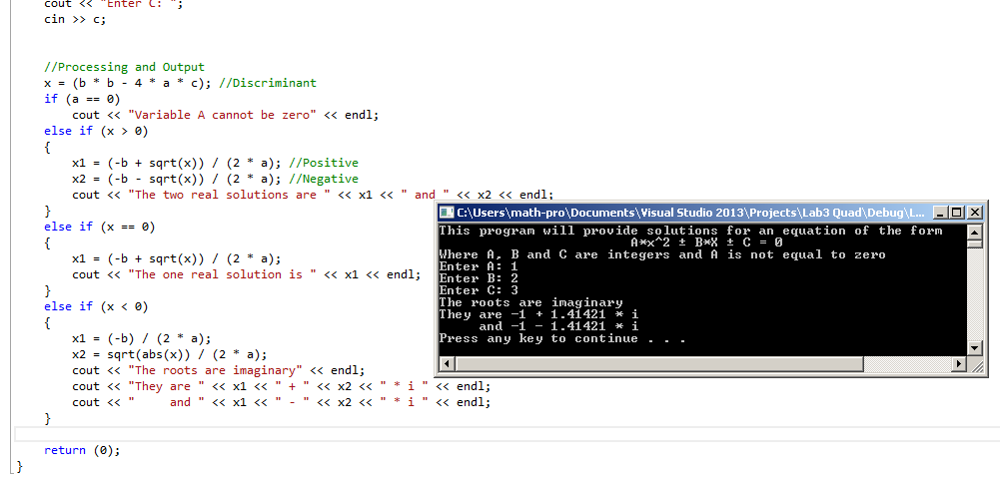 cout << "Enter C: ";
cin >> c;
//Processing and Output
x = (b * b - 4 * a * c); //Discriminant
if (a == 0)
cout << "Variable A cannot be zero" << endl;
else if (x > 0)
{
x1 = (-b + sqrt(x)) / (2 * a); //Positive
x2 = (-b - sqrt(x)) / (2 * a); //Negative
cout << "The two real solutions are " << x1 << " and " << x2 << endl;
}
else if (x == 0)
{
x1 = (-b + sqrt(x)) / (2 * a);
cout << "The one real solution is " << x1 << endl;
}
else if (x < 0)
{
x1 = (-b) / (2 * a);
x2 = sqrt(abs(x)) / (2 * a);
cout << "The roots are imaginary" << endl;
cout << "They are " << x1 << " + " << x2 << " * i " << endl;
cout << "     and " << x1 << " - " << x2 << " * i " << endl;
}
return (0);
}
C:\Users\math-pro\Documents\Visual Studio 2013\Projects\Lab3 Quad\Debug\L...
This program will provide solutions for an equation of the form
A*x^2 ± B*X ± C = 0
Where A, B and C are integers and A is not equal to zero
Enter A: 1
Enter B: 2
Enter C: 3
The roots are imaginary
They are -1 + 1.41421 * i
and -1 - 1.41421 * i
Press any key to continue . . .